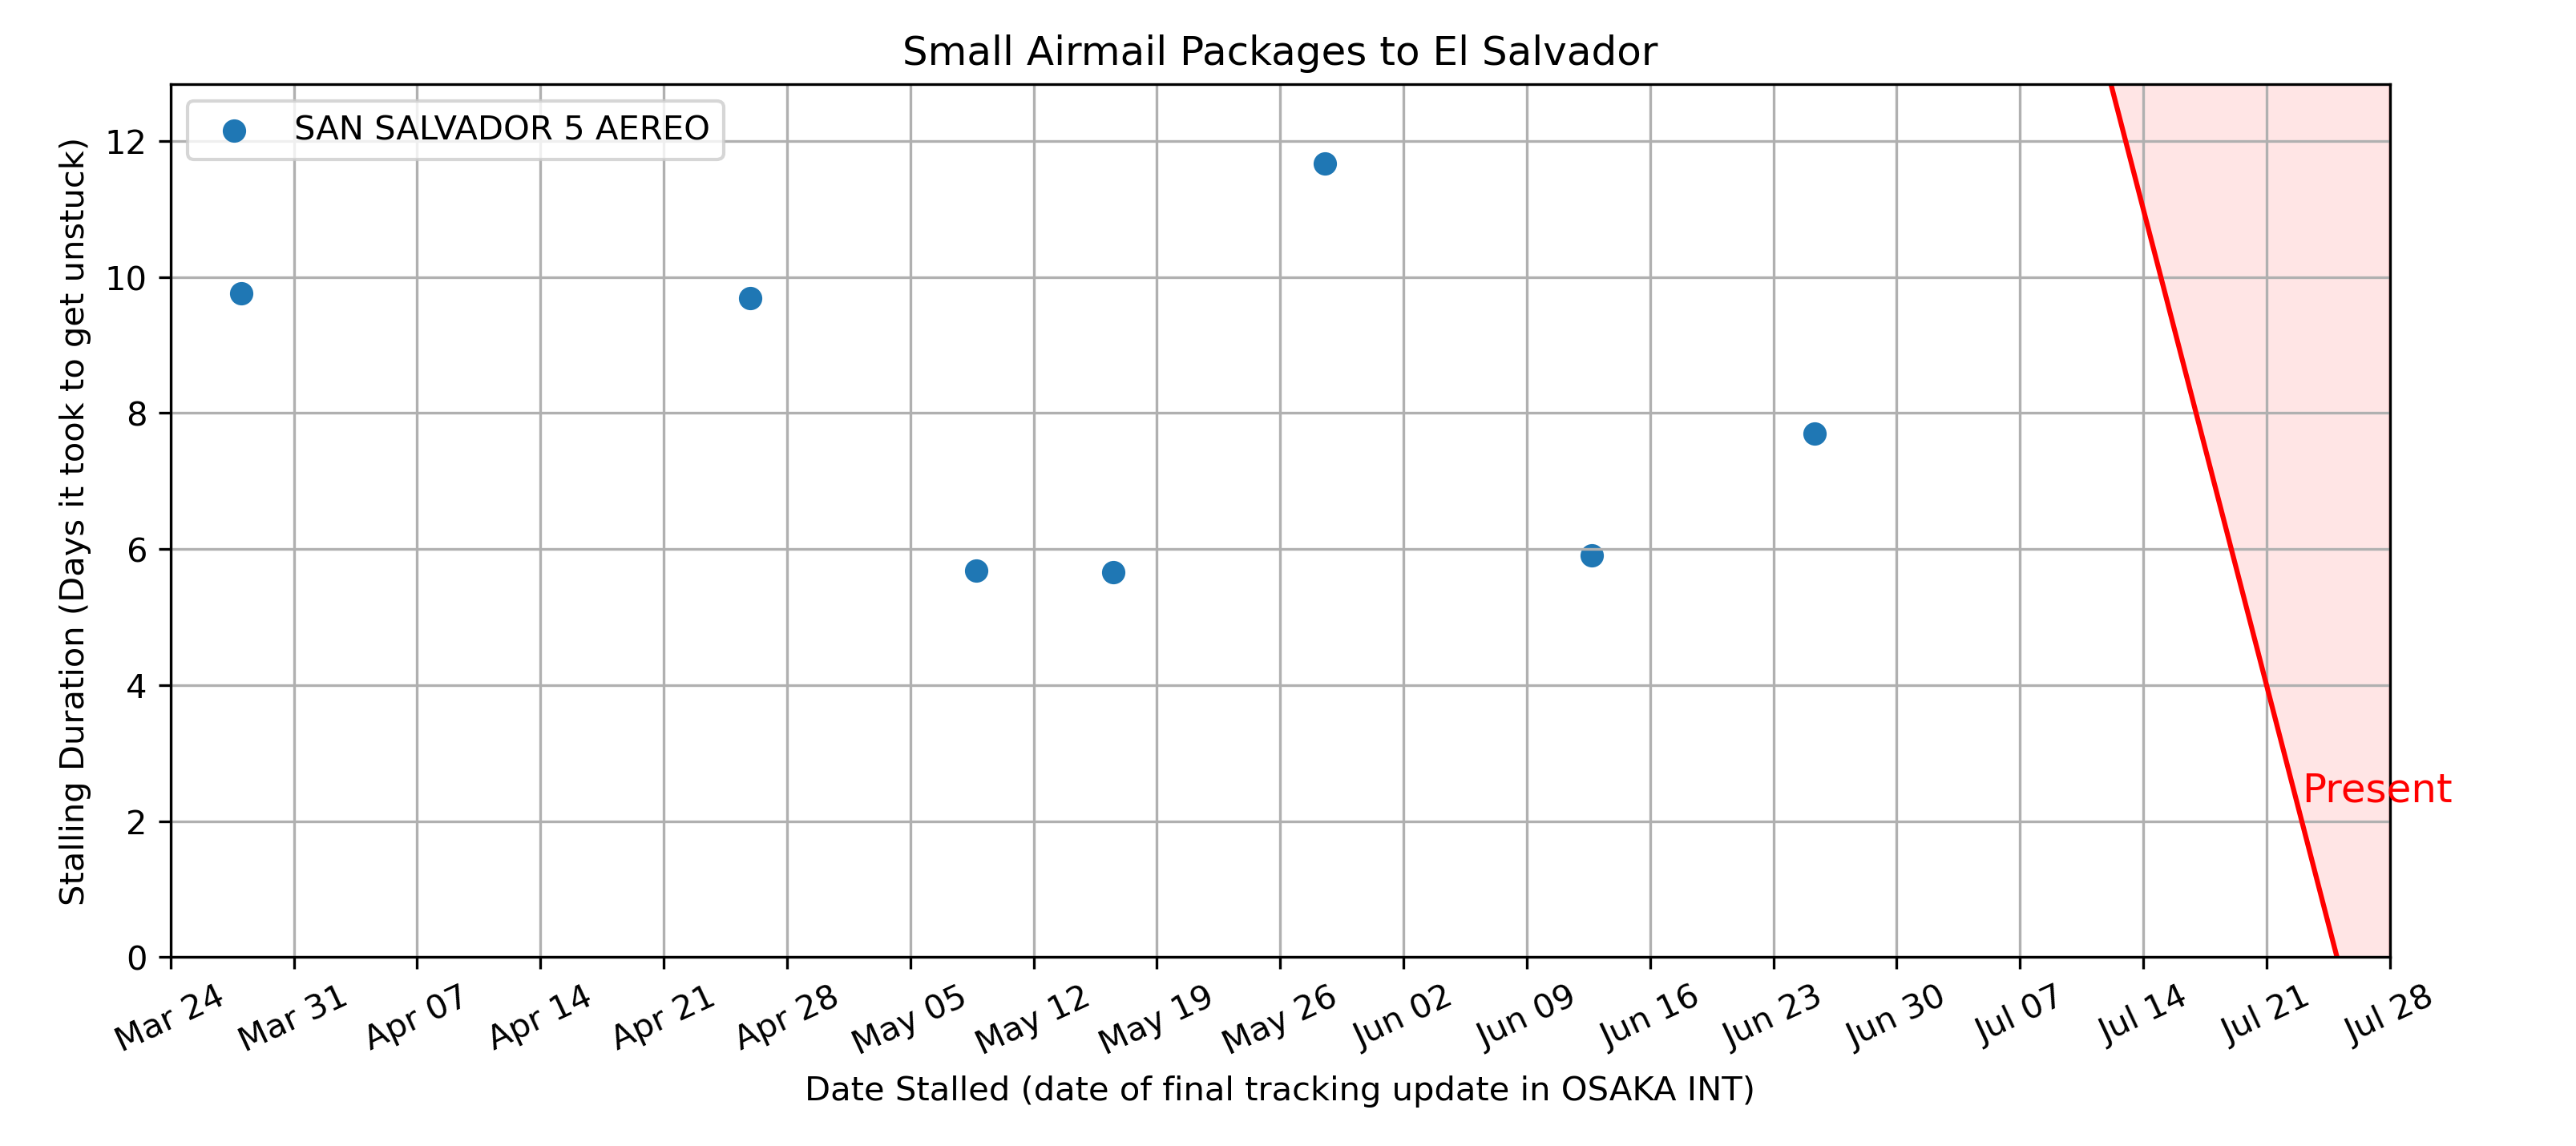 Small Airmail Packages to El Salvador
SAN SALVADOR 5 AEREO
Stalling Duration (Days it took to get unstuck)
12
10
8
6
4
2
0
Present
Mar 24
Mar 31
Apr 07
Apr 14
Apr 21
Apr 28
May 05
May 12
May 19
May 26
Jun 02
Jun 09
Jun 16
Jun 23
Jun 30
Jul 07
Jul 14
Jul 21
Jul 28
Date Stalled (date of final tracking update in OSAKA INT)